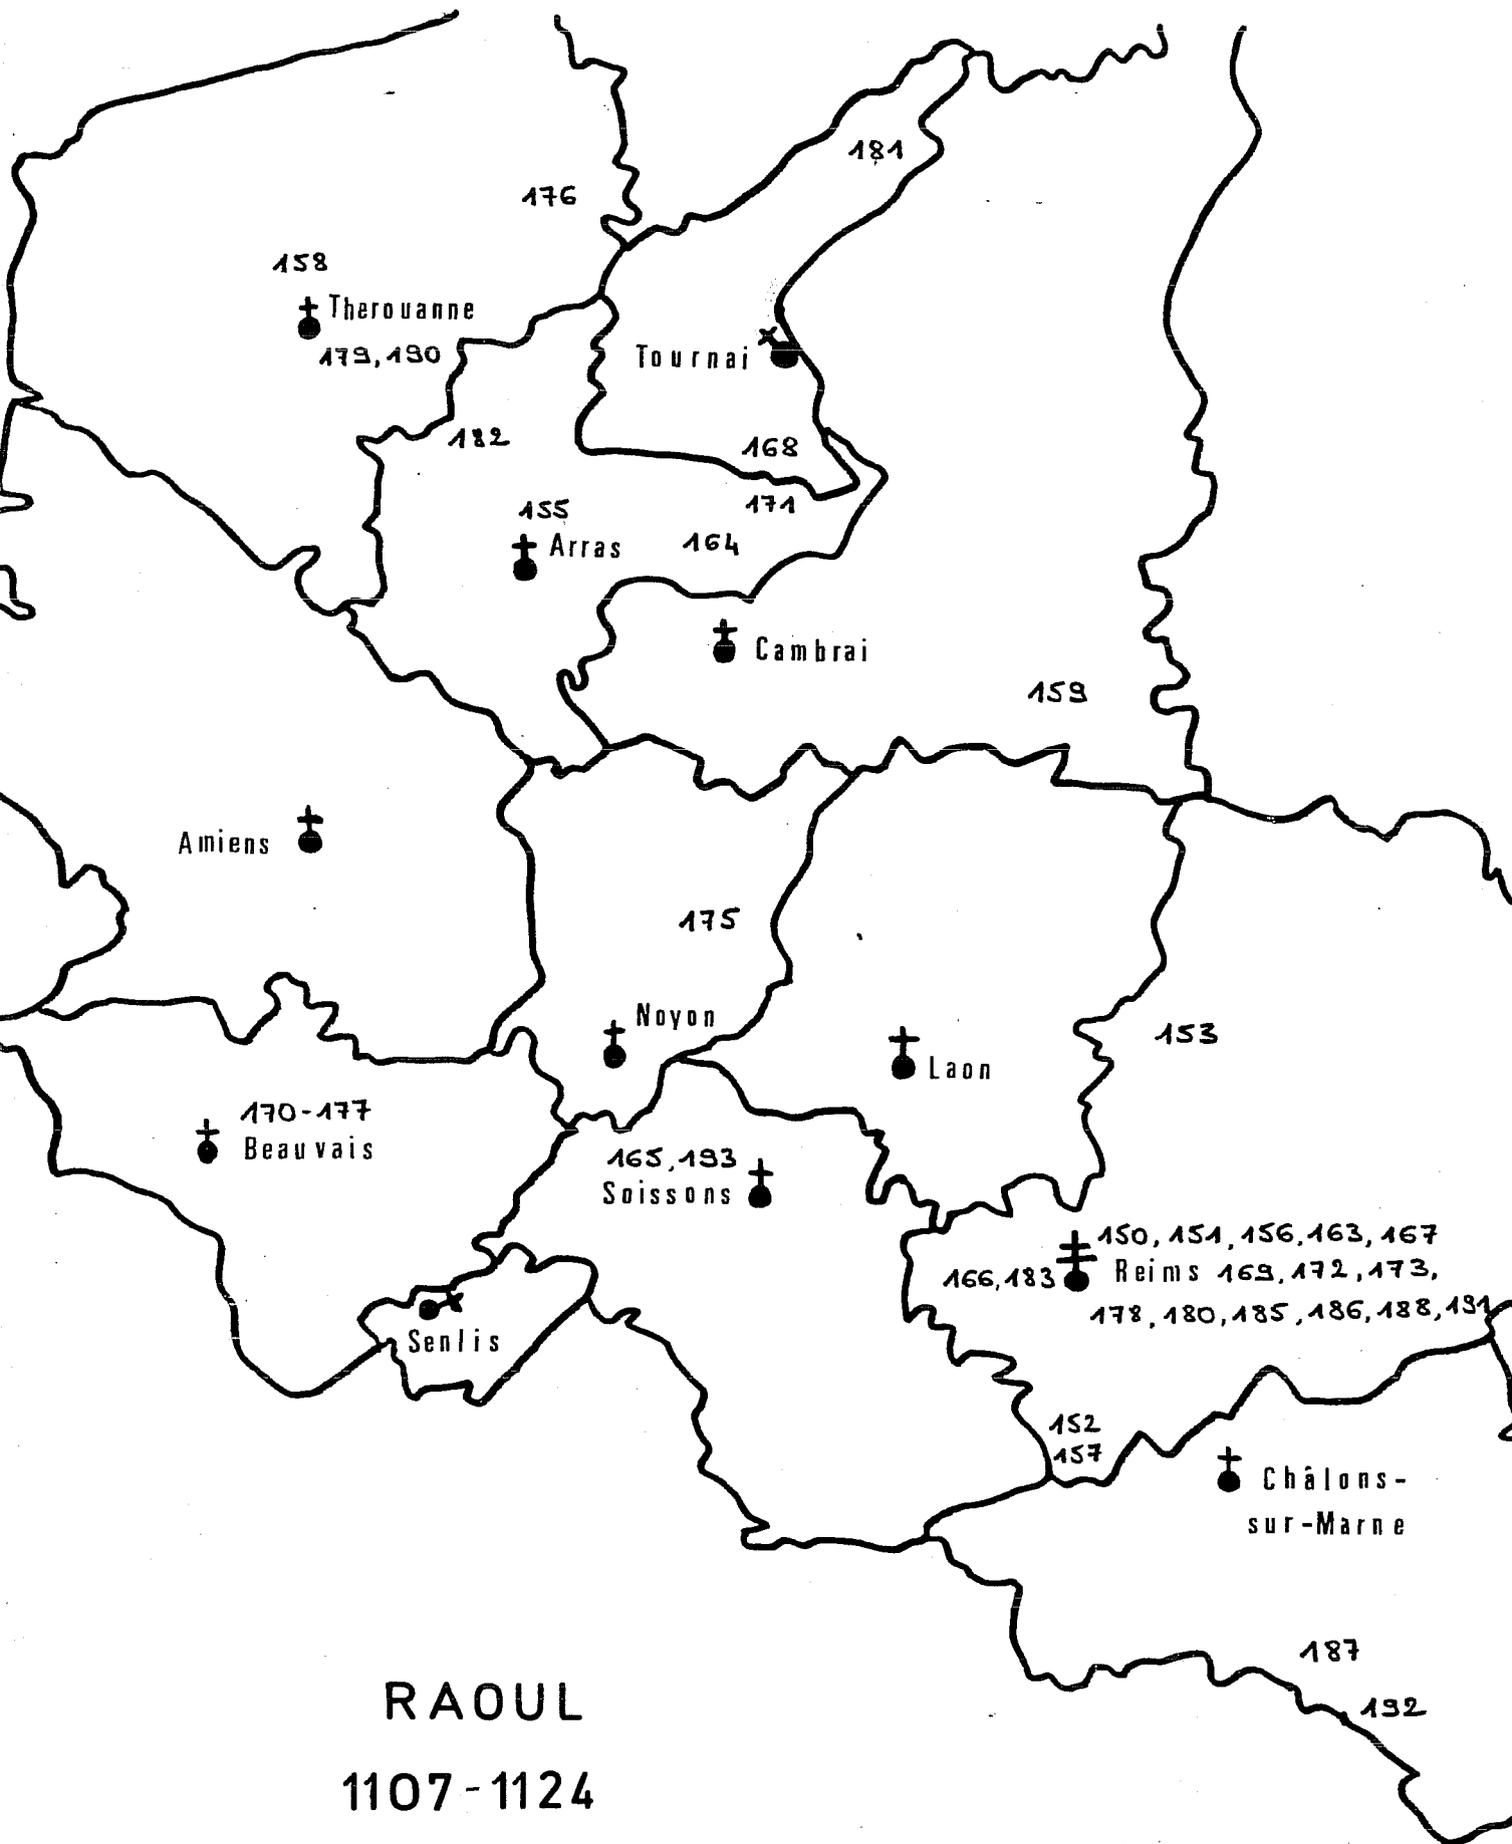 181
176
158
Therouanne
179, 190
Tournai
182
168
171
155
Arras
164
Cambrai
159
Amiens
175
Noyon
153
Laon
170-177
Beauvais
165, 193
Soissons
150, 151, 156, 163, 167
166, 183
Reims 169, 172, 173,
178, 180, 185, 186, 188, 191
Senlis
152
157
Châlons-
sur-Marne
187
192
RAOUL
1107-1124